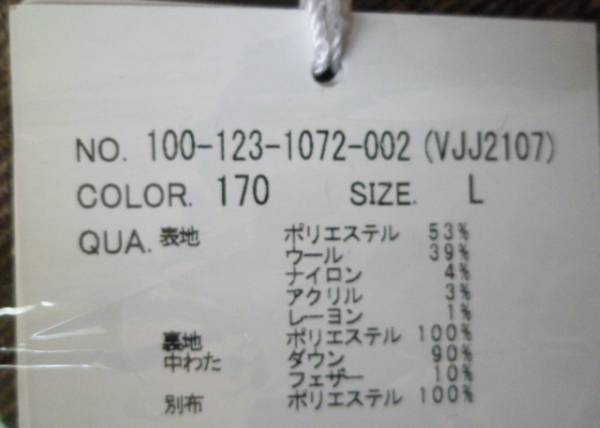 NO. 100-123-1072-002 (VJJ2107)
COLOR. 170 SIZE. L
QUA. 表地 ポリエステル 53%
ウール 39%
ナイロン 4%
アクリル 3%
レーヨン 1%
裏地 ポリエステル 100%
中わた ダウン 90%
フェザー 10%
別布 ポリエステル 100%